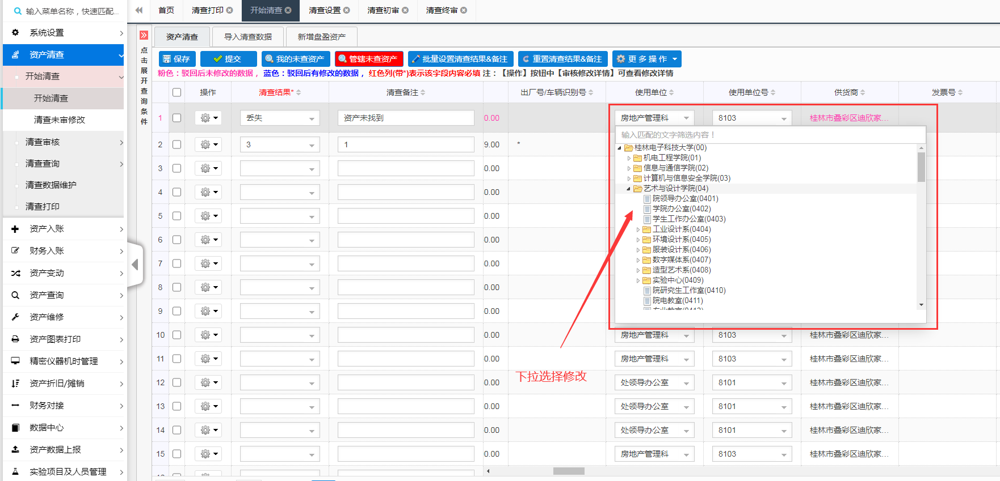 输入菜单名称，快速匹配...
首页
清查打印
开始清查
清查设置
清查初审
清查终审
系统设置
资产清查
开始清查
开始清查
清查未审修改
清查审核
清查查询
清查数据维护
清查打印
资产入账
财务入账
资产变动
资产查询
资产维修
资产图表打印
精密仪器机时管理
资产折旧/摊销
财务对接
数据中心
资产数据上报
实验项目及人员管理
点击展开查询条件
资产清查
导入清查数据
新增盘盈资产
保存
提交
我的未查资产
管辖未查资产
批量设置清查结果&备注
重置清查结果&备注
更 多 操 作
粉色：驳回后未修改的数据， 蓝色：驳回后有修改的数据， 红色列(带*)表示该字段内容必填 注：【操作】按钮中【审核修改详情】可查看修改详情
操作 清查结果* 清查备注 出厂号/车辆识别号 使用单位 使用单位号 供货商 发票号
1 丢失 资产未找到 0.00 房地产管理科 8103 桂林市叠彩区迪欣家...
2 3 1 9.00 *
3 0.00
4 0.00
5 0.00
6 0.00
7 0.00
8 0.00
9 0.00
输入匹配的文字筛选内容！
桂林电子科技大学(00)
机电工程学院(01)
信息与通信学院(02)
计算机与信息安全学院(03)
艺术与设计学院(04)
院领导办公室(0401)
学院办公室(0402)
学生工作办公室(0403)
工业设计系(0404)
环境设计系(0405)
服装设计系(0406)
数字媒体系(0407)
造型艺术系(0408)
实验中心(0409)
院研究生工作室(0410)
院电教室(0411)
10 0.00 房地产管理科 8103 桂林市叠彩区迪欣家...
11 0.00 房地产管理科 8103 桂林市叠彩区迪欣家...
下拉选择修改
12 0.00 处领导办公室 8101 桂林市叠彩区迪欣家...
13 0.00 处领导办公室 8101 桂林市叠彩区迪欣家...
14 0.00 处领导办公室 8101 桂林市叠彩区迪欣家...
15 0.00 房地产管理科 8103 桂林市叠彩区迪欣家...